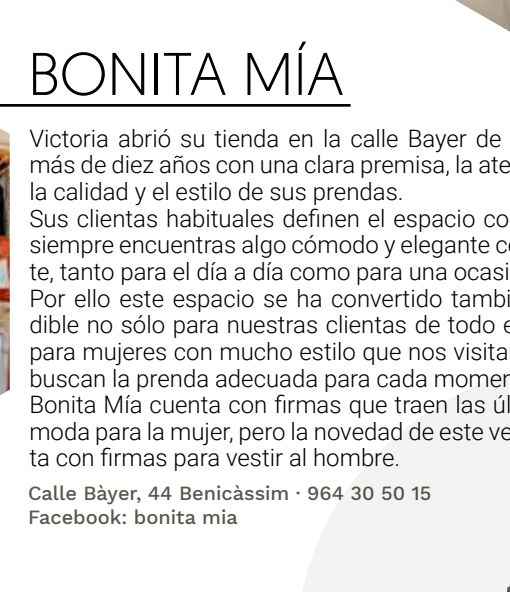 BONITA MÍA
Victoria abrió su tienda en la calle Bayer de
más de diez años con una clara premisa, la ate
la calidad y el estilo de sus prendas.
Sus clientas habituales definen el espacio co
siempre encuentras algo cómodo y elegante c
te, tanto para el día a día como para una ocasi
Por ello este espacio se ha convertido tambi
dible no sólo para nuestras clientas de todo e
para mujeres con mucho estilo que nos visita
buscan la prenda adecuada para cada momen
Bonita Mía cuenta con firmas que traen las úl
moda para la mujer, pero la novedad de este ve
ta con firmas para vestir al hombre.
Calle Bàyer, 44 Benicàssim · 964 30 50 15
Facebook: bonita mia